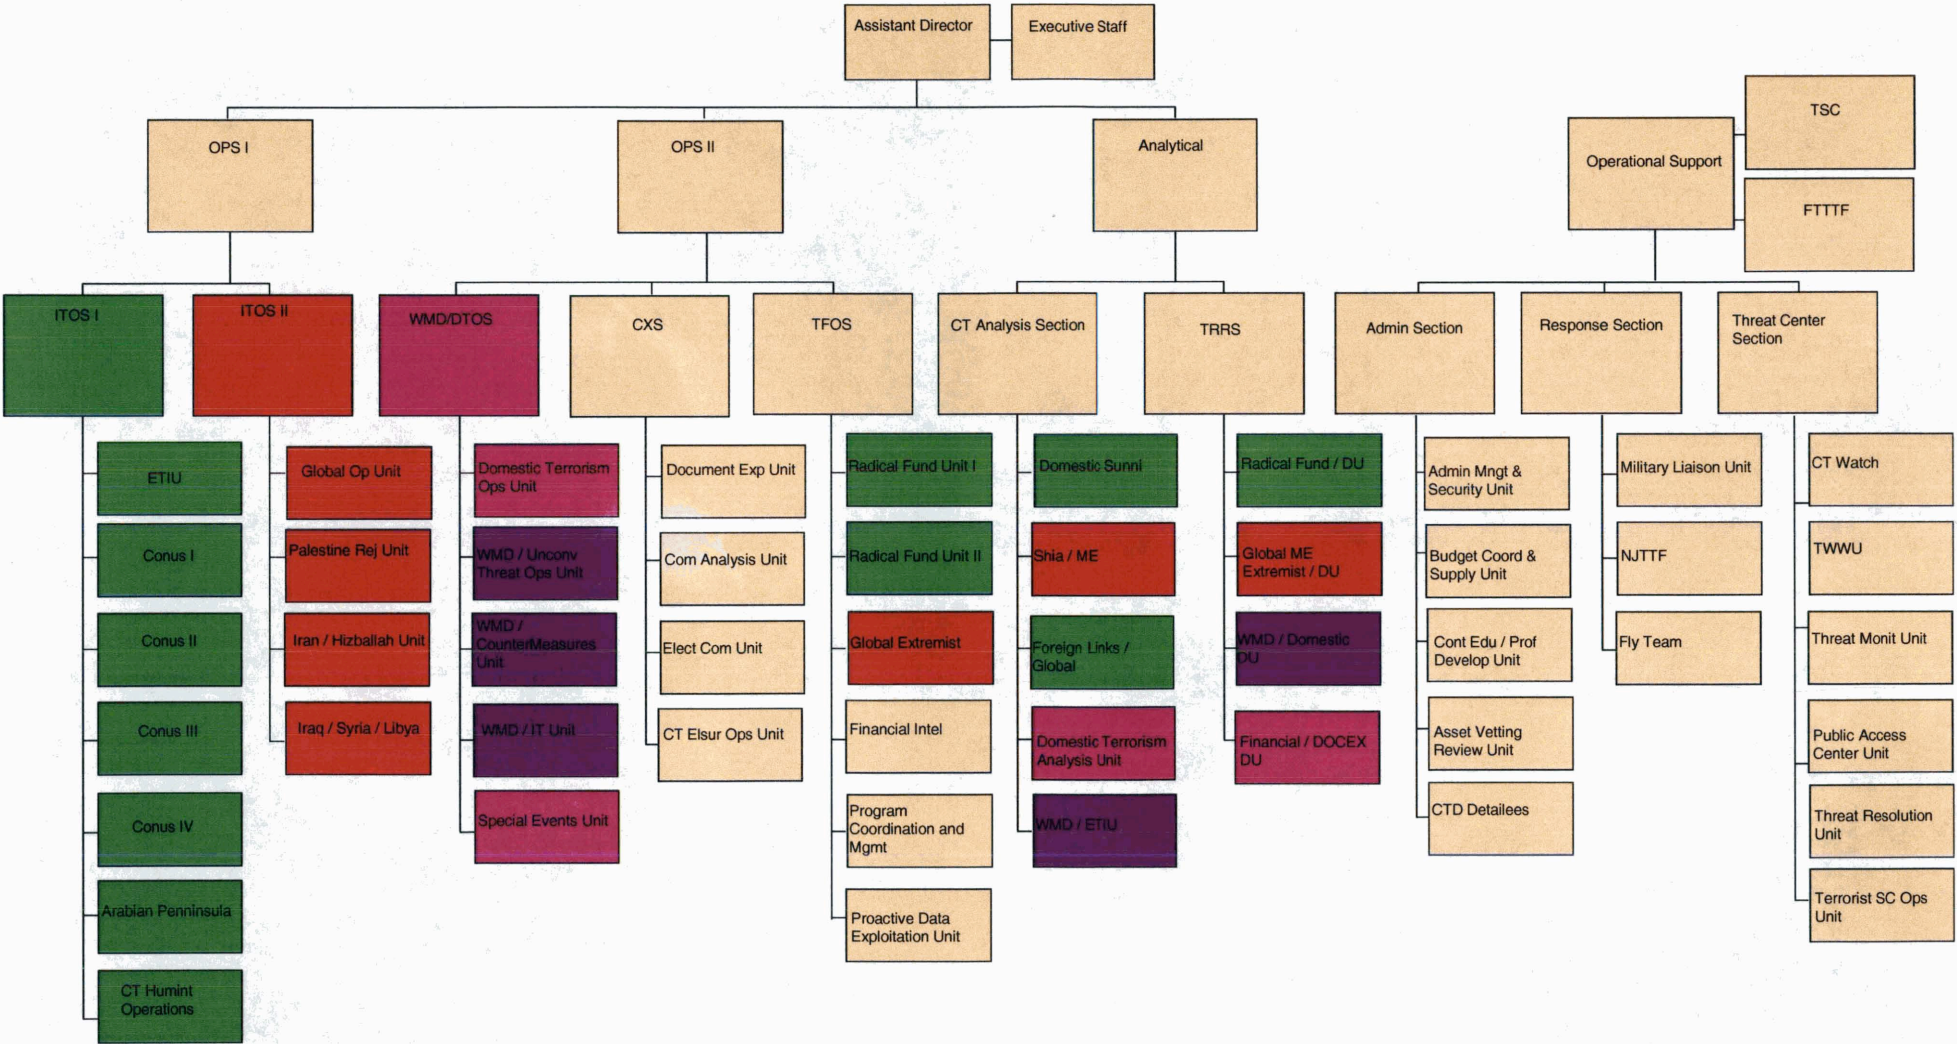 Assistant Director
Executive Staff
TSC
OPS I
OPS II
Analytical
Operational Support
FTTTF
ITOS I
ITOS II
WMD/DTOS
CXS
TFOS
CT Analysis Section
TRRS
Admin Section
Response Section
Threat Center
Section
ETIU
Conus I
Conus II
Conus III
Conus IV
Arabian Penninsula
CT Humint
Operations
Global Op Unit
Palestine Rej Unit
Iran / Hizballah Unit
Iraq / Syria / Libya
Domestic Terrorism
Ops Unit
WMD / Unconv
Threat Ops Unit
WMD /
CounterMeasures
Unit
WMD / IT Unit
Special Events Unit
Document Exp Unit
Com Analysis Unit
Elect Com Unit
CT Elsur Ops Unit
Radical Fund Unit I
Radical Fund Unit II
Global Extremist
Financial Intel
Program
Coordination and
Mgmt
Proactive Data
Exploitation Unit
Domestic Sunni
Shia / ME
Foreign Links /
Global
Domestic Terrorism
Analysis Unit
WMD / ETIU
Radical Fund / DU
Global ME
Extremist / DU
WMD / Domestic
DU
Financial / DOCEX
DU
Admin Mngt &
Security Unit
Budget Coord &
Supply Unit
Cont Edu / Prof
Develop Unit
Asset Vetting
Review Unit
CTD Detailees
Military Liaison Unit
NJTTF
Fly Team
CT Watch
TWWU
Threat Monit Unit
Public Access
Center Unit
Threat Resolution
Unit
Terrorist SC Ops
Unit